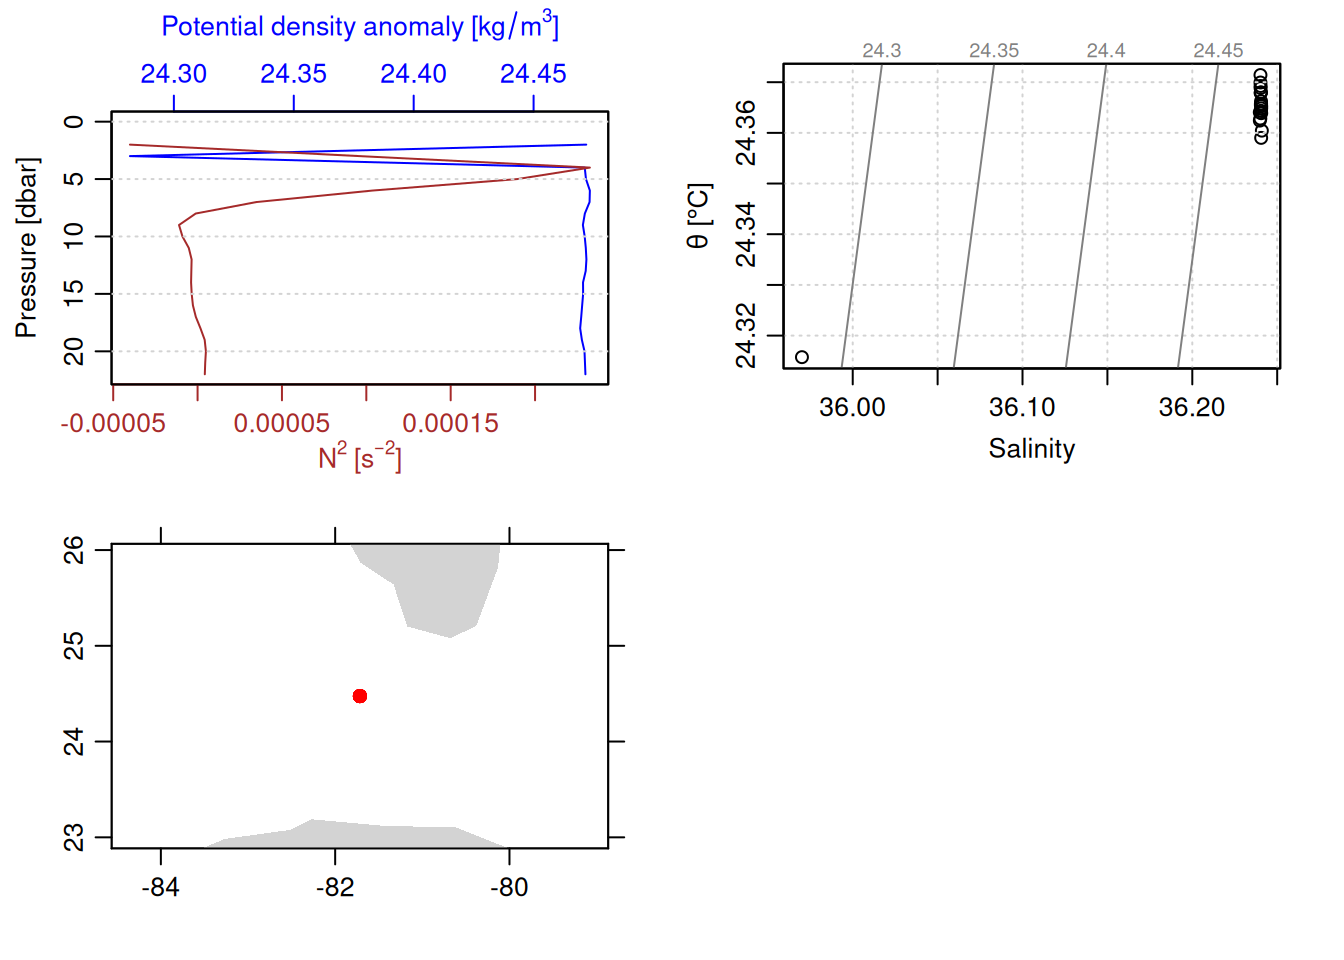 Potential density anomaly [kg/m3]
24.30 24.35 24.40 24.45
0
5
10
15
20
Pressure [dbar]
-0.00005 0.00005 0.00015
N2 [s−2]
24.3 24.35 24.4 24.45
24.36
24.34
24.32
θ [°C]
36.00 36.10 36.20
Salinity
26
25
24
23
-84 -82 -80